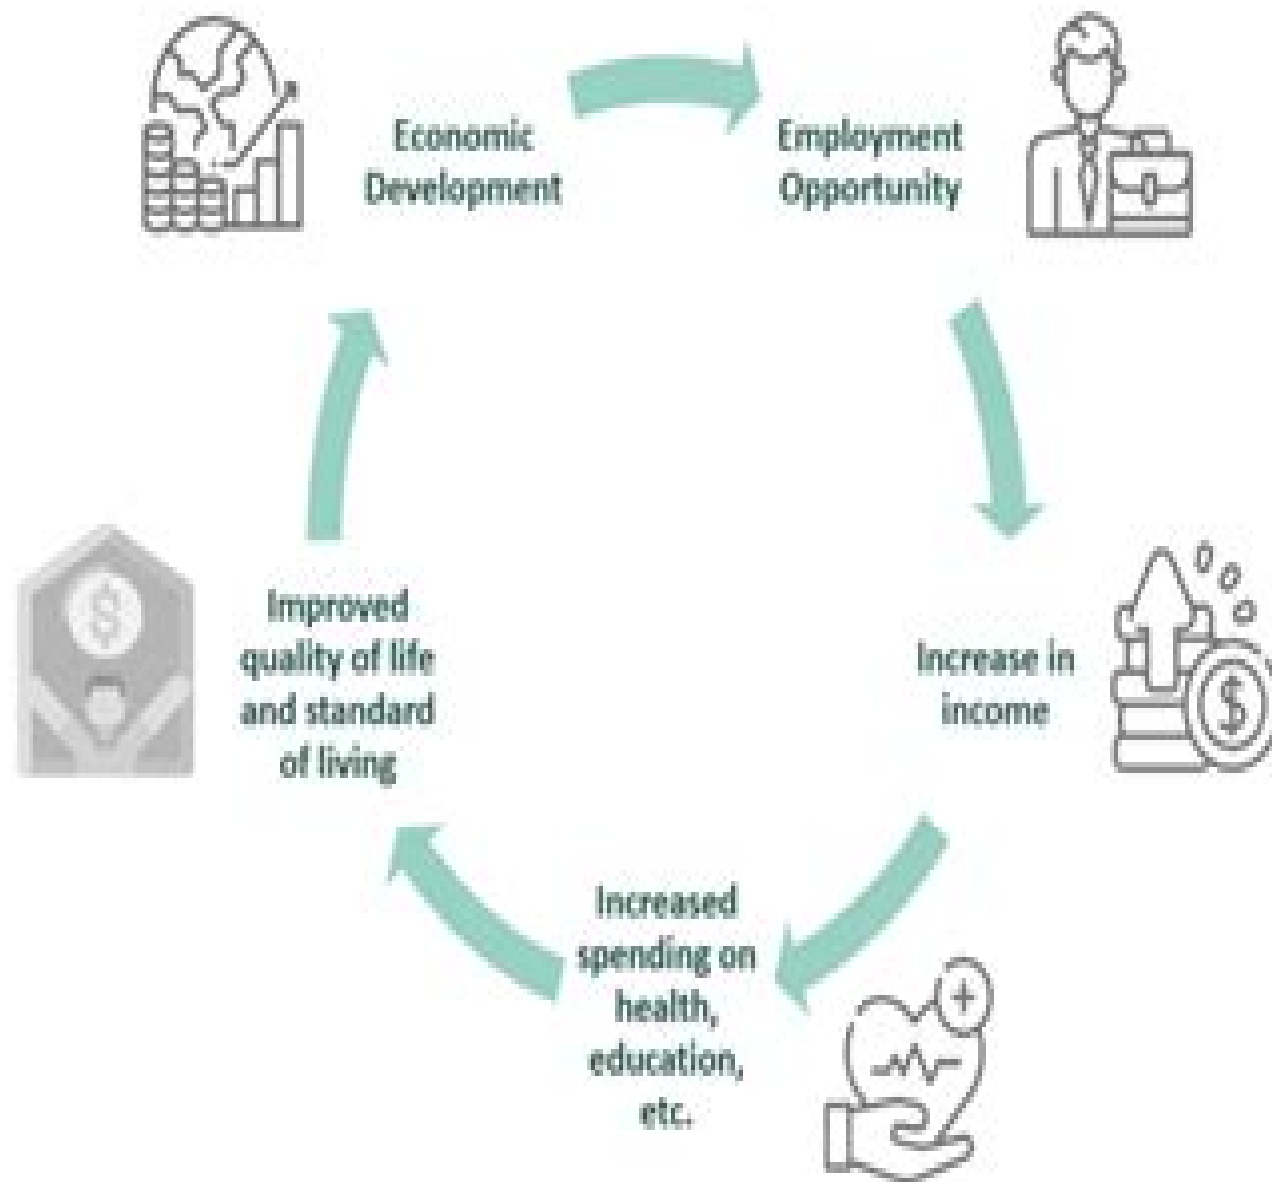 Economic
Development
Employment
Opportunity
Increase in
income
Increased
spending on
health,
education,
etc.
Improved
quality of life
and standard
of living